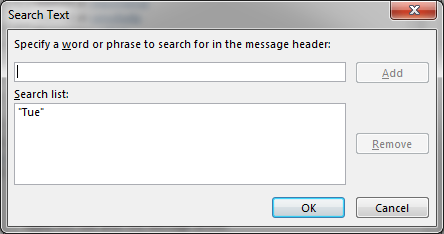 Search Text
Specify a word or phrase to search for in the message header:
Add
Search list:
"Tue"
Remove
OK
Cancel